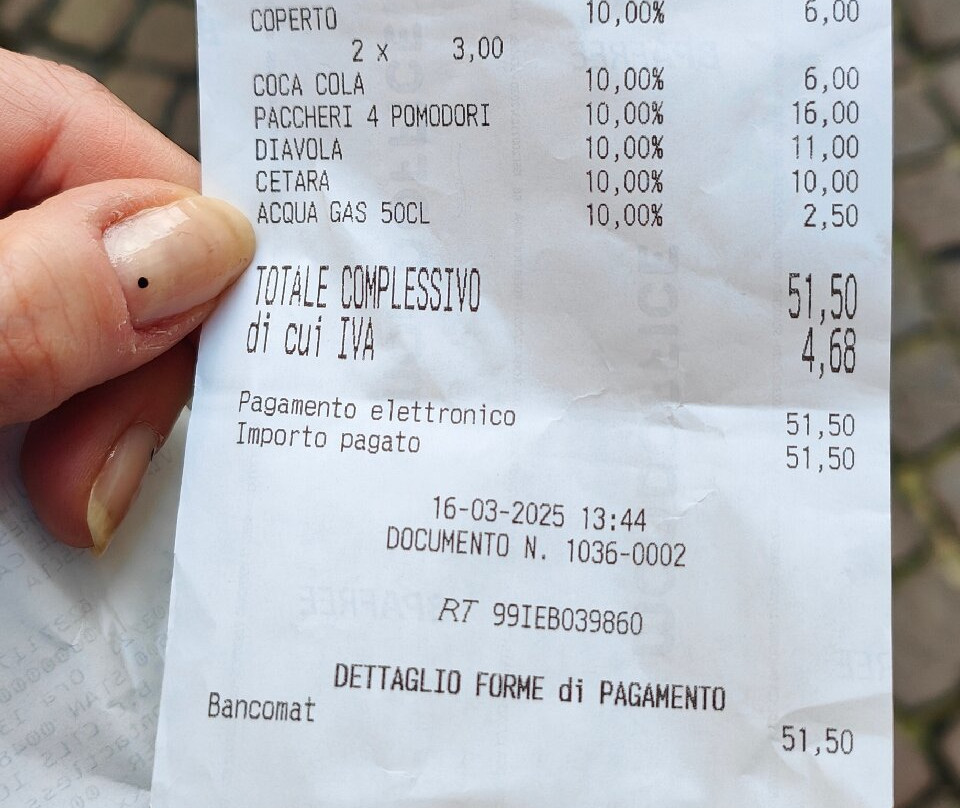 COPERTO 10,00% 6,00
2 x 3,00
COCA COLA 10,00% 6,00
PACCHERI 4 POMODORI 10,00% 16,00
DIAVOLA 10,00% 11,00
CETARA 10,00% 10,00
ACQUA GAS 50CL 10,00% 2,50
TOTALE COMPLESSIVO 51,50
di cui IVA 4,68
Pagamento elettronico 51,50
Importo pagato 51,50
16-03-2025 13:44
DOCUMENTO N. 1036-0002
RT 99IEB039860
DETTAGLIO FORME di PAGAMENTO
Bancomat 51,50